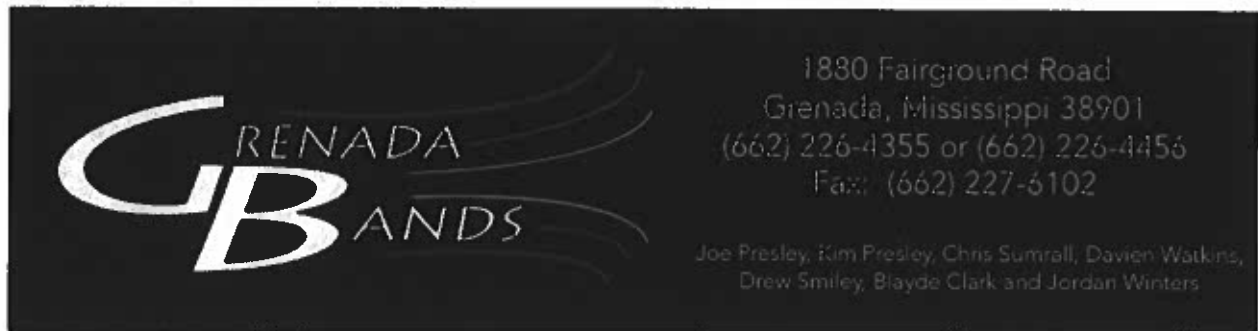 GRENADA
BANDS
1880 Fairground Road
Grenada, Mississippi 38901
(662) 226-4355 or (662) 226-4456
Fax: (662) 227-6102
Joe Presley, Kim Presley, Chris Sumrall, Davien Watkins,
Drew Smiley, Blayde Clark and Jordan Winters